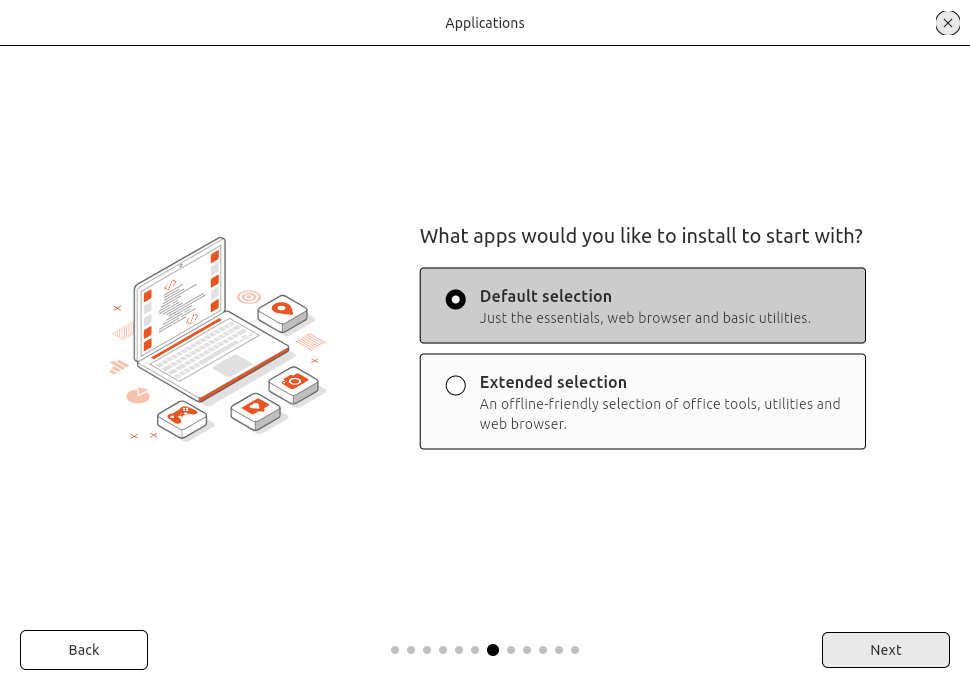 Applications
What apps would you like to install to start with?
Default selection
Just the essentials, web browser and basic utilities.
Extended selection
An offline-friendly selection of office tools, utilities and
web browser.
Back
Next